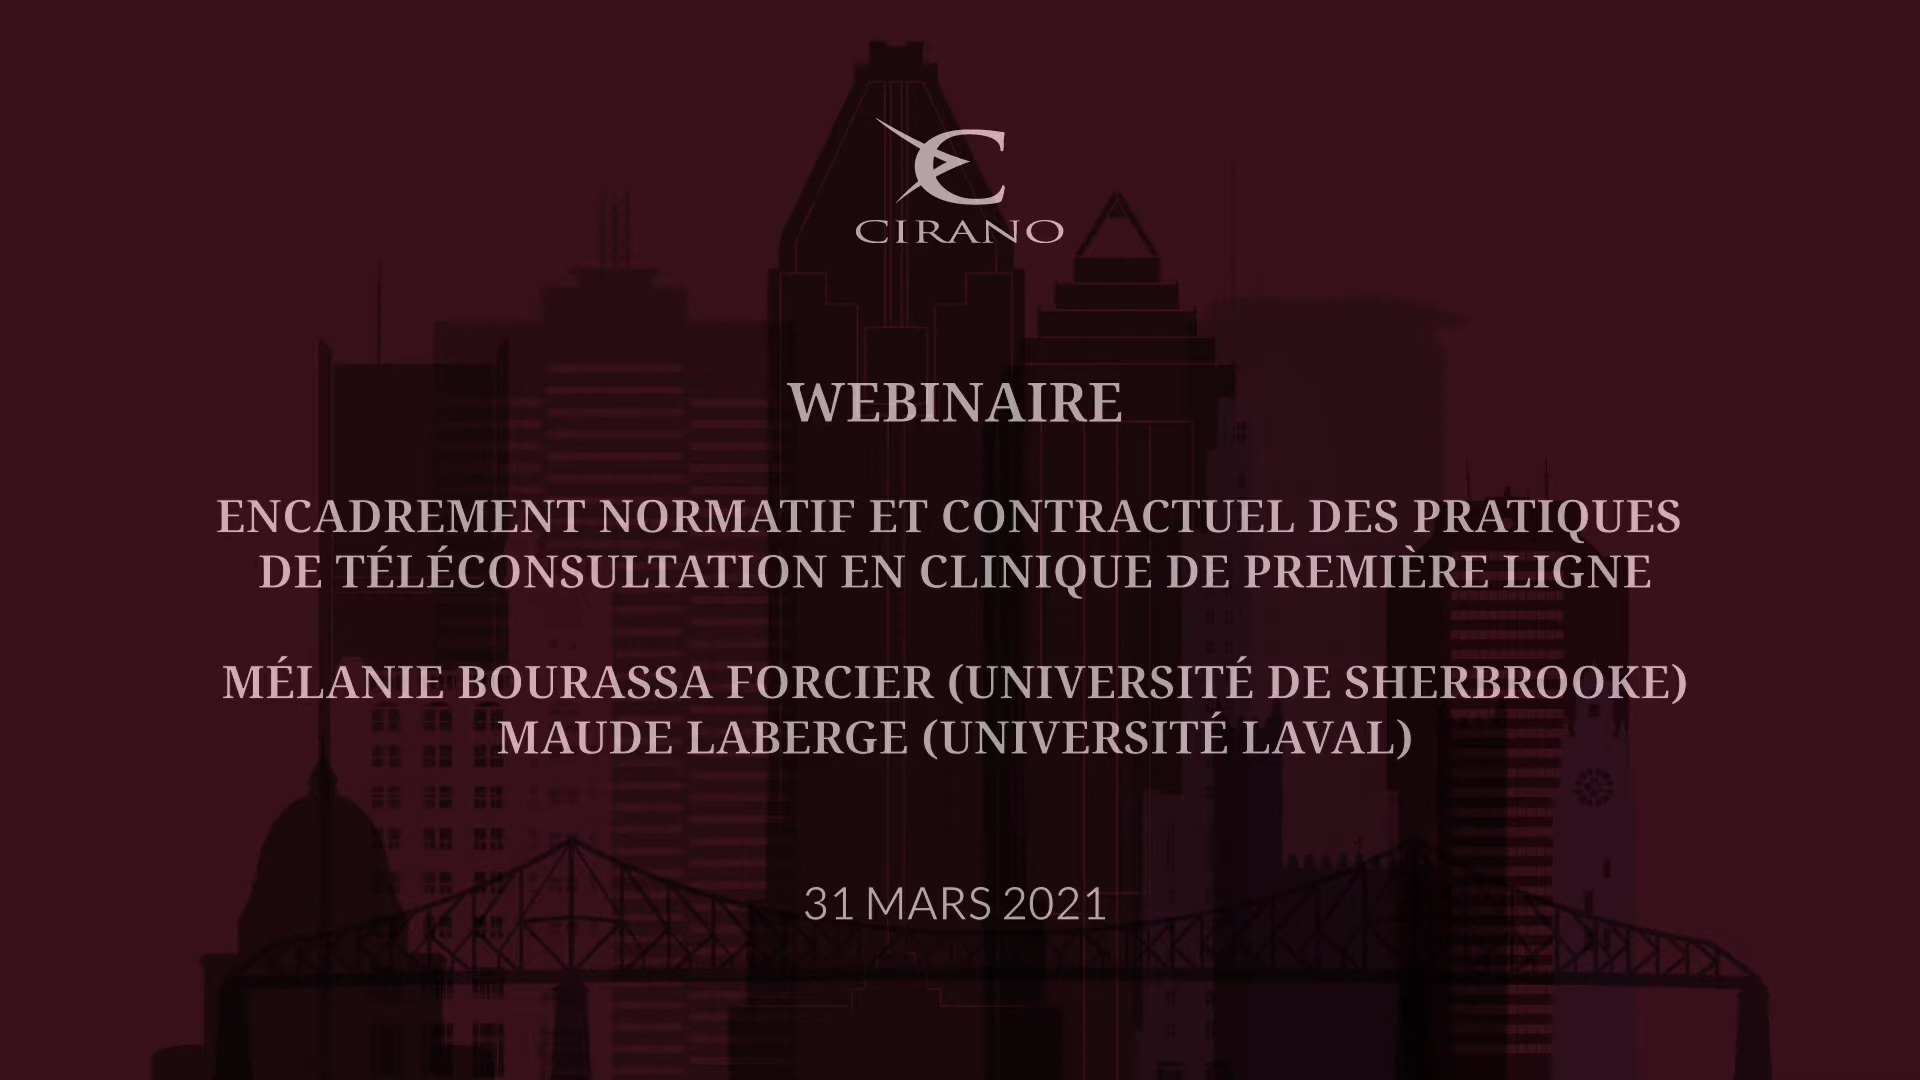 CIRANO
WEBINAIRE
ENCADREMENT NORMATIF ET CONTRACTUEL DES PRATIQUES
DE TÉLÉCONSULTATION EN CLINIQUE DE PREMIÈRE LIGNE
MÉLANIE BOURASSA FORCIER (UNIVERSITÉ DE SHERBROOKE)
MAUDE LABERGE (UNIVERSITÉ LAVAL)
31 MARS 2021